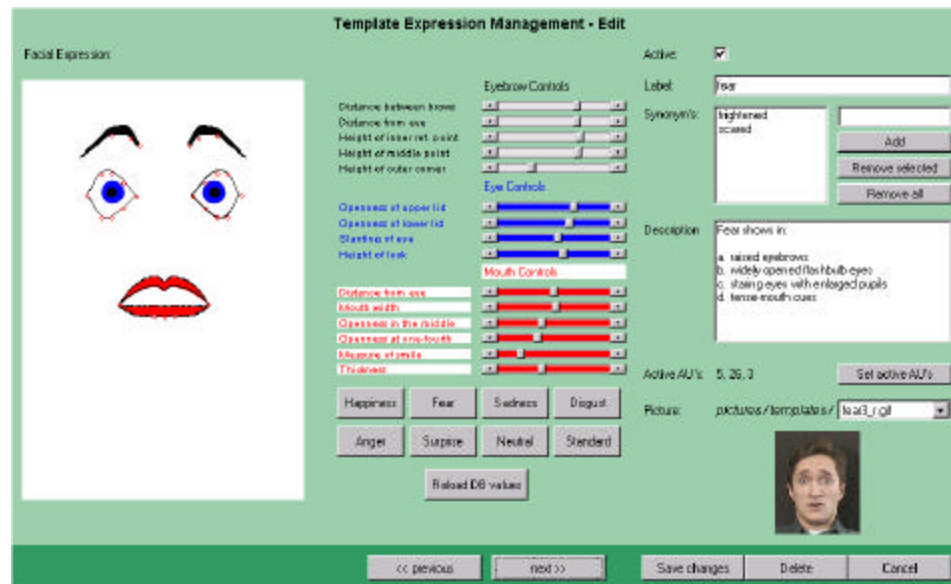 Template Expression Management - Edit
Facial Expression:
Eyebrow Controls
Distance between brows
Distance from eye
Height of inner ref. point
Height of middle point
Height of outer corner
Eye Controls
Openness of upper lid
Openness of lower lid
Slanting of eye
Height of look
Mouth Controls
Distance from eye
Mouth width
Openness in the middle
Openness at one-fourth
Measure of smile
Thickness
Happiness Fear Sadness Disgust
Anger Surprise Neutral Standard
Reload DB values
Active:
Label: fear
Synonym's: frightened
scared
Add
Remove selected
Remove all
Description Fear shows in:
a. raised eyebrows
b. widely opened/flashbulb eyes
c. staring eyes with enlarged pupils
d. tense-mouth cues
Active AU's: 5, 26, 3 Set active AU's
Picture: pictures/templates/ fear3_r.gif
<< previous next >> Save changes Delete Cancel